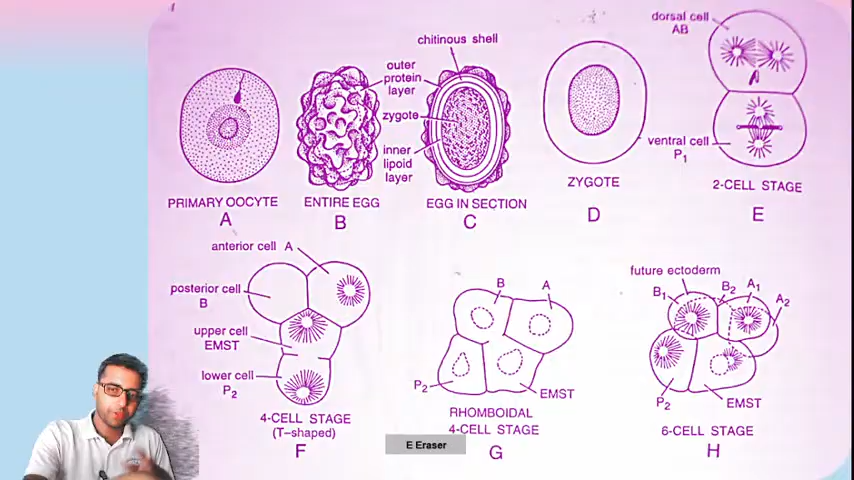 chitinous shell
outer
protein
layer
zygote
inner
lipoid
layer
PRIMARY OOCYTE
A
ENTIRE EGG
B
EGG IN SECTION
C
ZYGOTE
D
dorsal cell
AB
ventral cell
P1
2-CELL STAGE
E
anterior cell A
posterior cell
B
upper cell
EMST
lower cell
P2
4-CELL STAGE
(T-shaped)
F
B
A
P2
EMST
RHOMBOIDAL
4-CELL STAGE
G
E Eraser
future ectoderm
B1
B2
A1
A2
P2
EMST
6-CELL STAGE
H